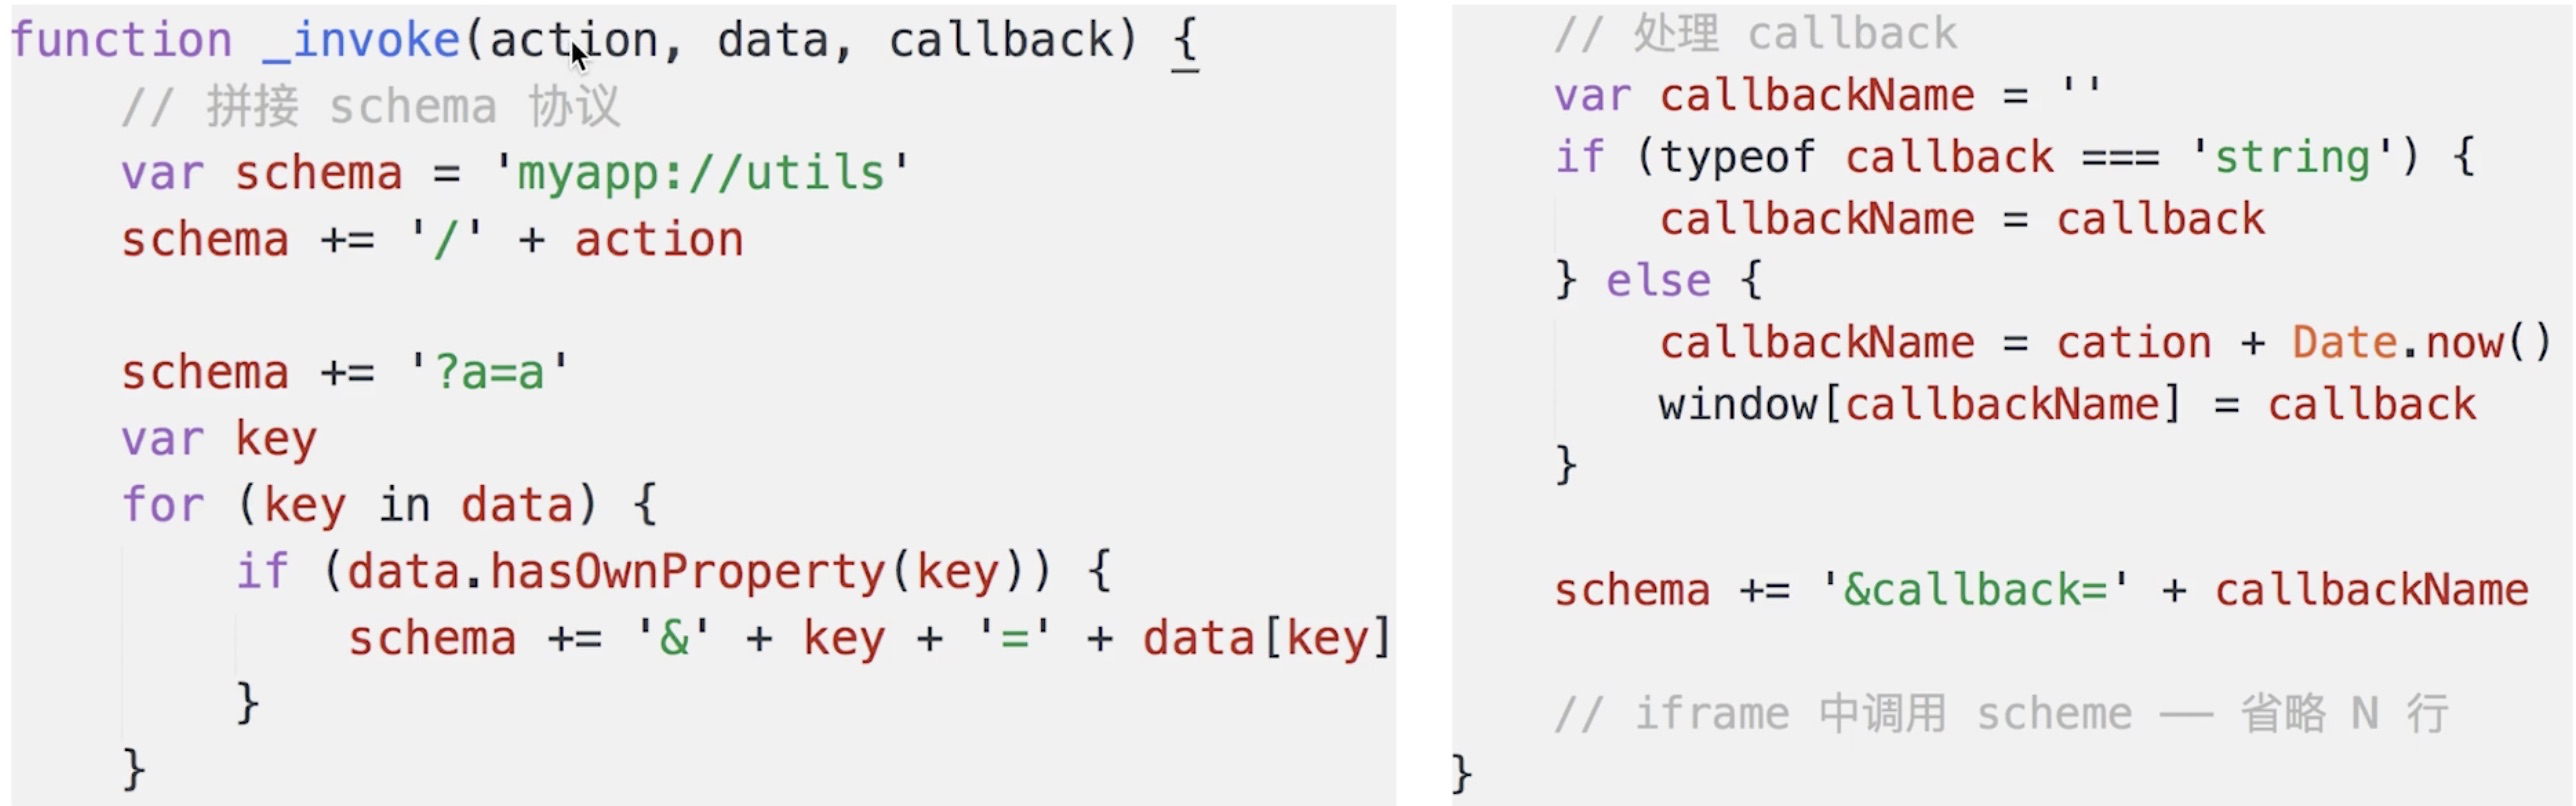 function _invoke(action, data, callback) {
    // 拼接 schema 协议
    var schema = 'myapp://utils'
    schema += '/' + action

    schema += '?a=a'
    var key
    for (key in data) {
        if (data.hasOwnProperty(key)) {
            schema += '&' + key + '=' + data[key]
        }
    }
    // 处理 callback
    var callbackName = ''
    if (typeof callback === 'string') {
        callbackName = callback
    } else {
        callbackName = cation + Date.now()
        window[callbackName] = callback
    }

    schema += '&callback=' + callbackName

    // iframe 中调用 scheme —— 省略 N 行
}